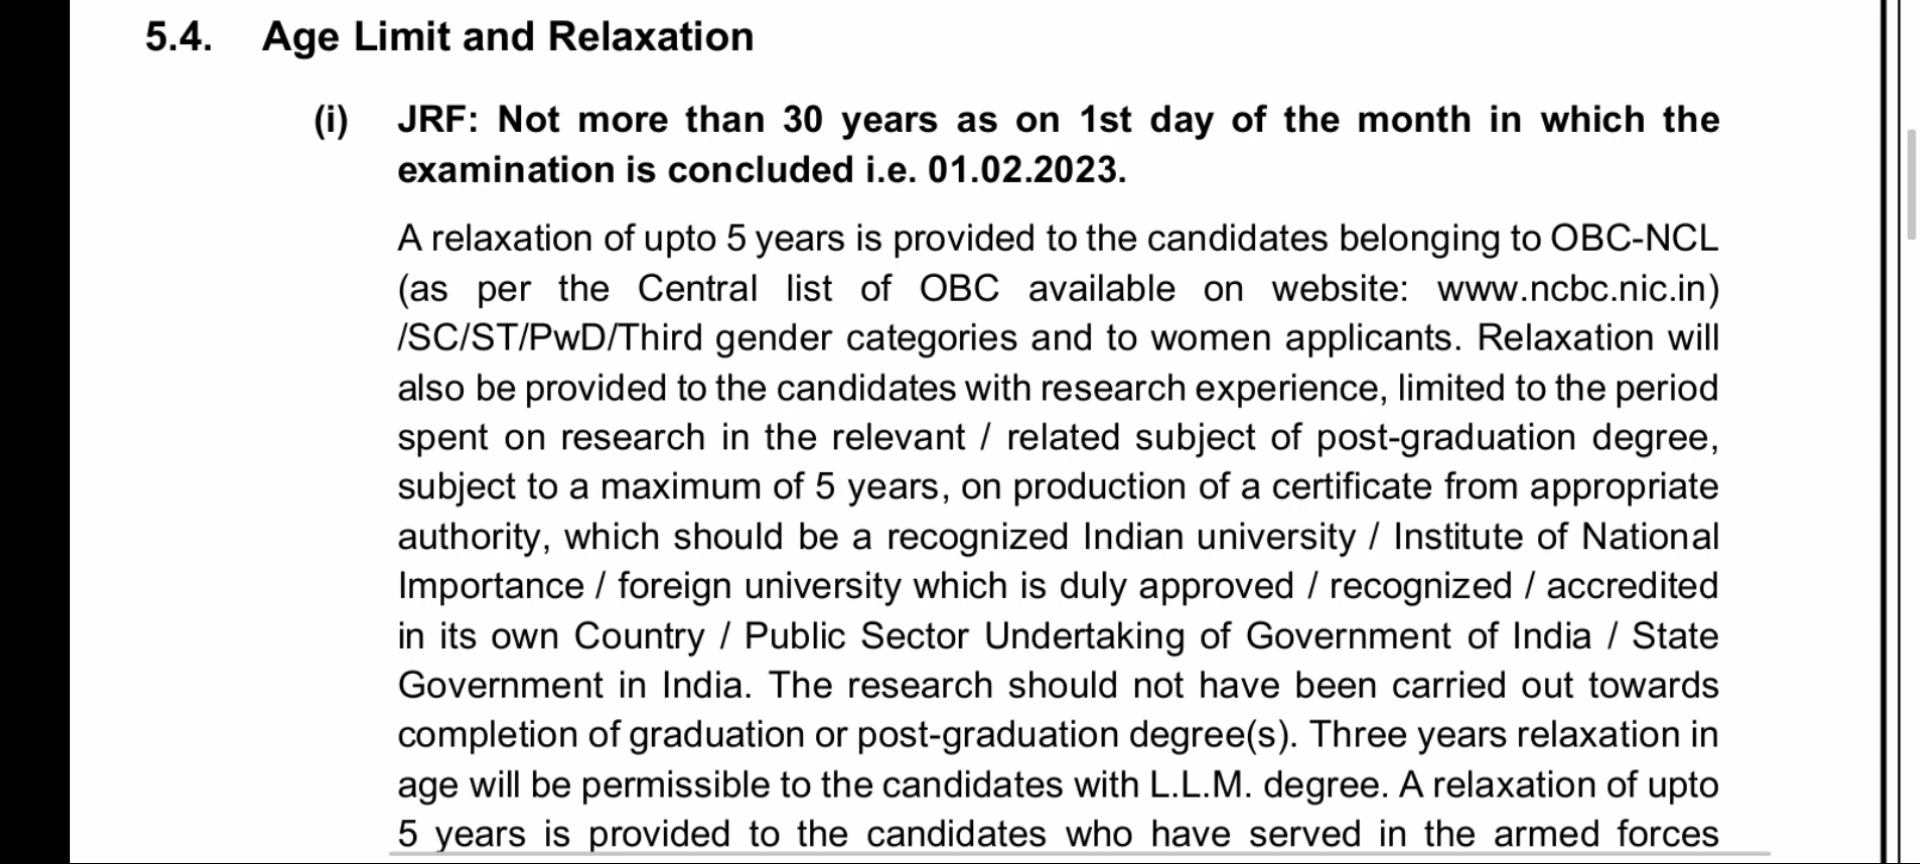 5.4. Age Limit and Relaxation
(i) JRF: Not more than 30 years as on 1st day of the month in which the
examination is concluded i.e. 01.02.2023.
A relaxation of upto 5 years is provided to the candidates belonging to OBC-NCL
(as per the Central list of OBC available on website: www.ncbc.nic.in)
/SC/ST/PwD/Third gender categories and to women applicants. Relaxation will
also be provided to the candidates with research experience, limited to the period
spent on research in the relevant / related subject of post-graduation degree,
subject to a maximum of 5 years, on production of a certificate from appropriate
authority, which should be a recognized Indian university / Institute of National
Importance / foreign university which is duly approved / recognized / accredited
in its own Country / Public Sector Undertaking of Government of India / State
Government in India. The research should not have been carried out towards
completion of graduation or post-graduation degree(s). Three years relaxation in
age will be permissible to the candidates with L.L.M. degree. A relaxation of upto
5 years is provided to the candidates who have served in the armed forces